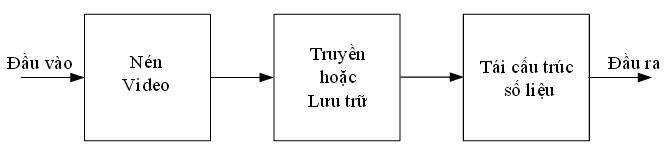 Đầu vào
Nén
Video
Truyền
hoặc
Lưu trữ
Tái cấu trúc
số liệu
Đầu ra